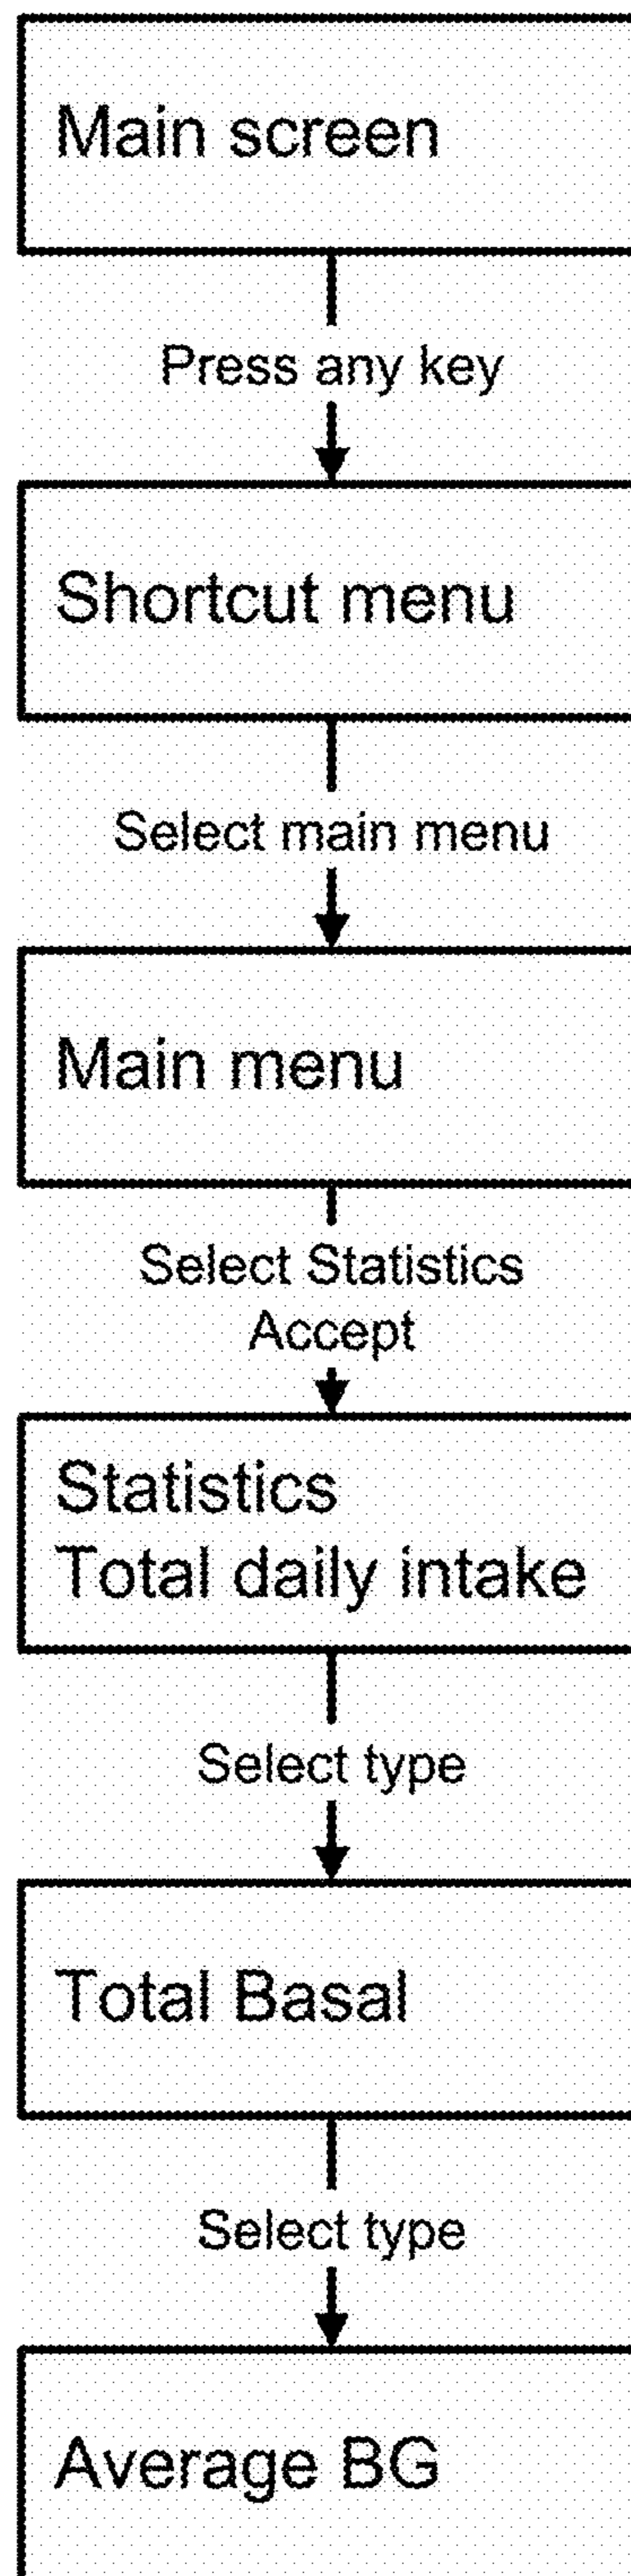 Main screen
Press any key
Shortcut menu
Select main menu
Main menu
Select Statistics
Accept
Statistics
Total daily intake
Select type
Total Basal
Select type
Average BG